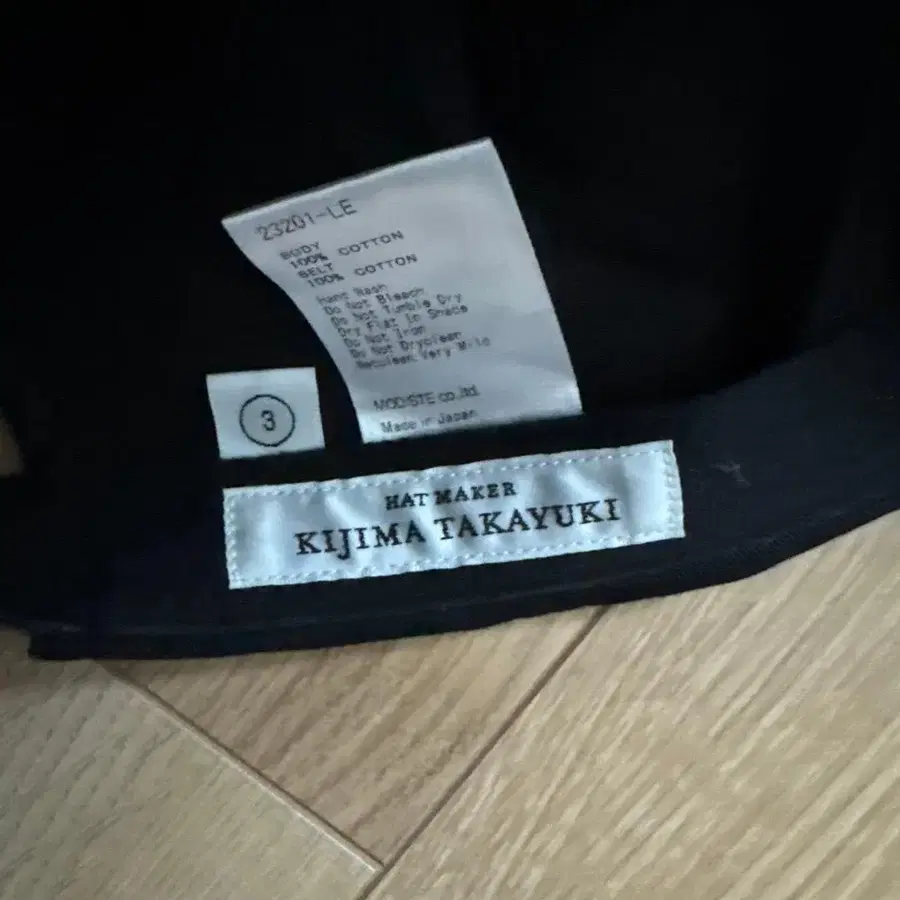 23201-LE
BODY
100% COTTON
BELT
100% COTTON
Hand Wash
Do Not Bleach
Do Not Tumble Dry
Dry Flat In Shade
Do Not Iron
Do Not Dryclean
Wetclean Very Mild
MODISTE co.,ltd.
Made in Japan
3
HAT MAKER
KIJIMA TAKAYUKI